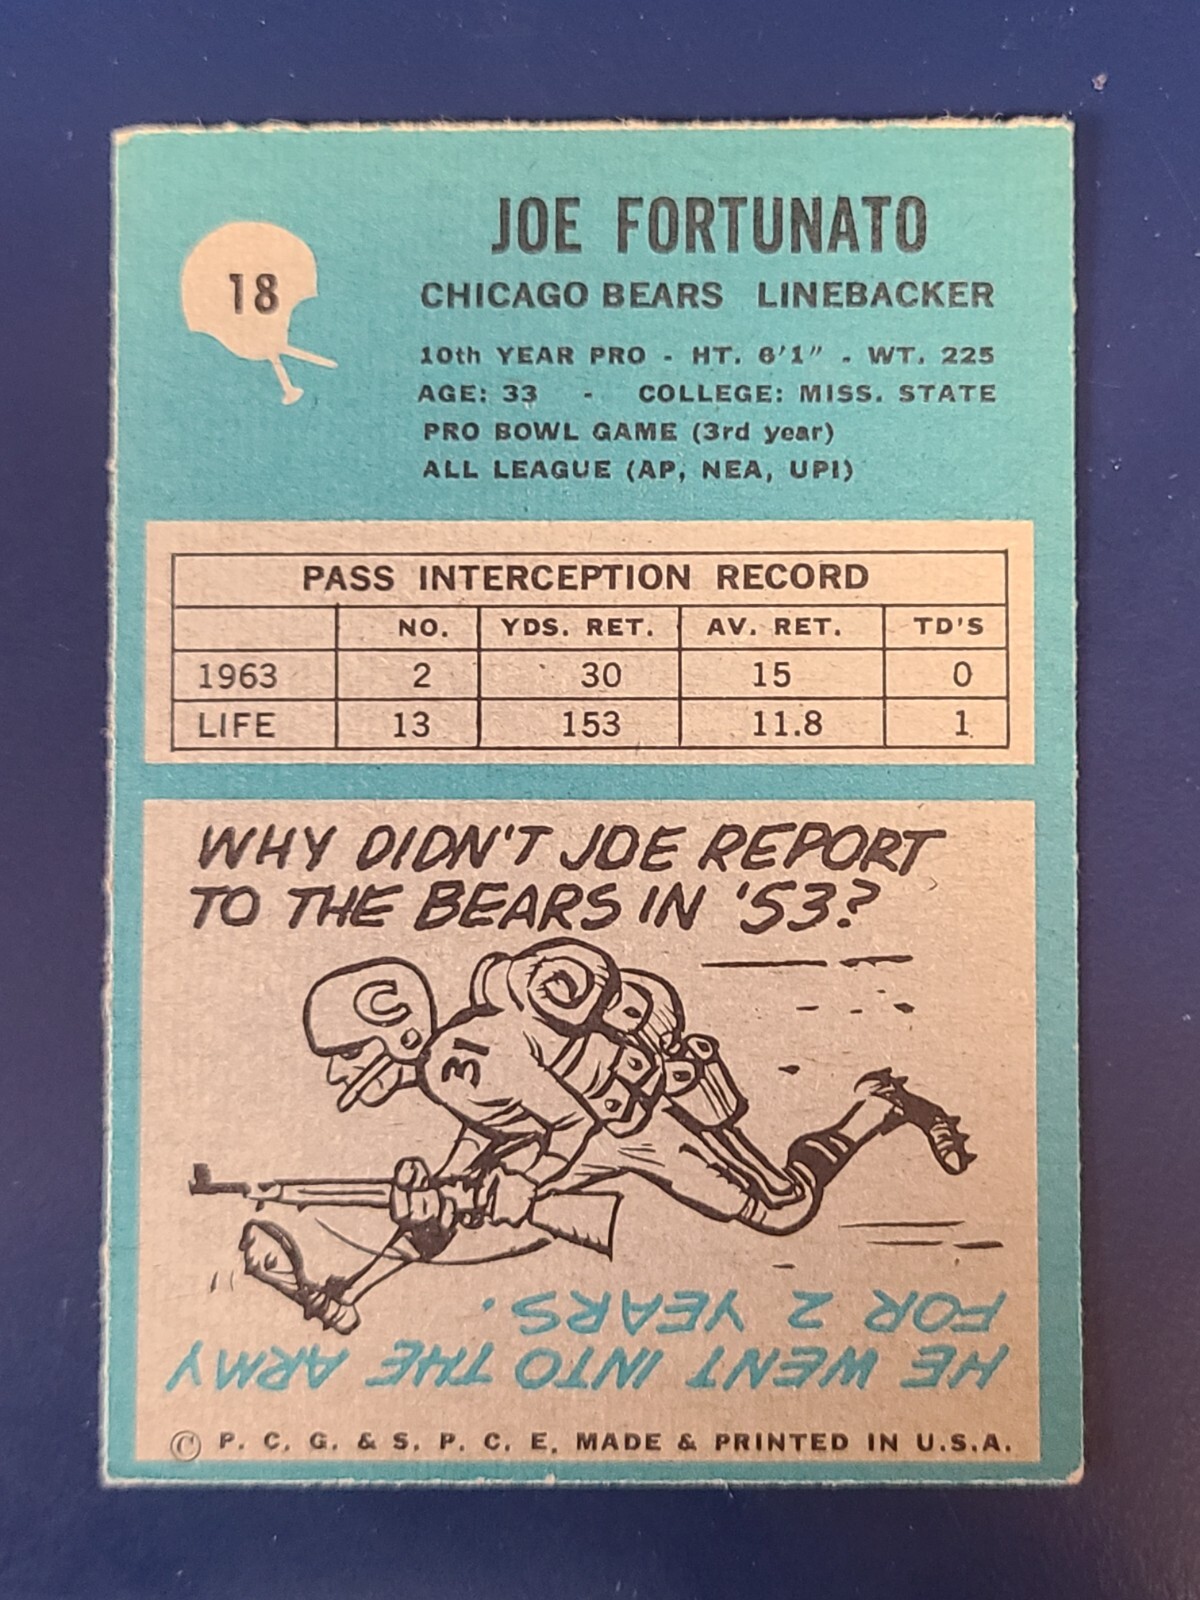 18
JOE FORTUNATO
CHICAGO BEARS LINEBACKER
10th YEAR PRO - HT. 6'1" - WT. 225
AGE: 33 - COLLEGE: MISS. STATE
PRO BOWL GAME (3rd year)
ALL LEAGUE (AP, NEA, UPI)
PASS INTERCEPTION RECORD
NO. YDS. RET. AV. RET. TD'S
1963 2 30 15 0
LIFE 13 153 11.8 1
WHY DIDN'T JOE REPORT
TO THE BEARS IN '53?
C
31
HE WENT INTO THE ARMY
FOR 2 YEARS.
© P. C. G. & S. P. C. E. MADE & PRINTED IN U.S.A.